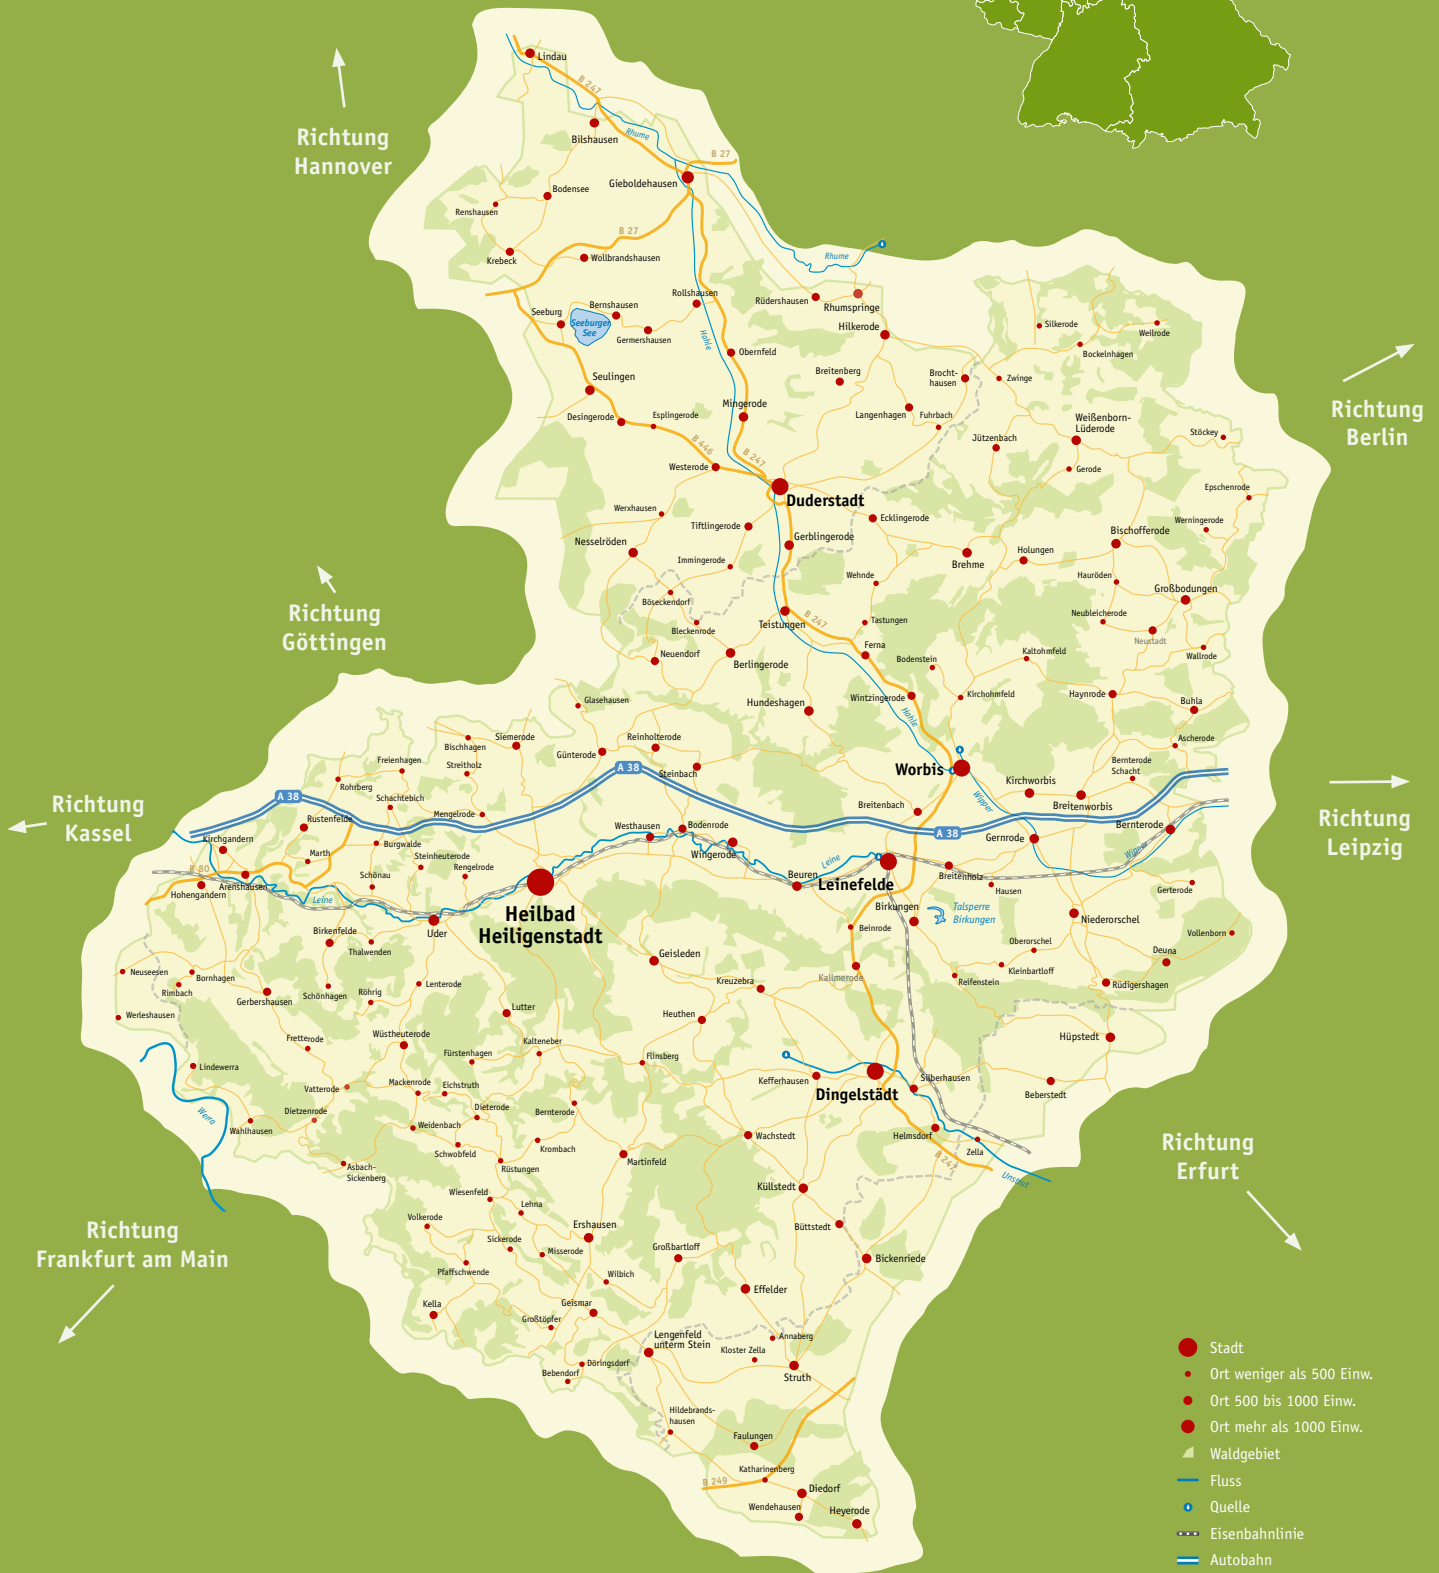 Lindau
B 247
Bilshausen
Rhume
Richtung
Hannover
B 27
Gieboldehausen
Bodensee
Renshausen
B 27
Krebeck
Wollbrandshausen
Rhume
Rollshausen
Rüdershausen
Rhumspringe
Bernshausen
Seeburg
Seeburger
See
Germershausen
Hilkerode
Silkerode
Weilrode
Hahle
Obernfeld
Bockelnhagen
Richtung
Berlin
Seulingen
Breitenberg
Brocht-
hausen
Zwinge
Desingerode
Esplingerode
Mingerode
Langenhagen
Fuhrbach
Weißenborn-
Lüderode
Jützenbach
Stöckey
B 446
B 247
Westerode
Gerode
Duderstadt
Epschenrode
Werxhausen
Tiftlingerode
Ecklingerode
Werningerode
Bischofferode
Nesselröden
Gerblingerode
Holungen
Brehme
Immingerode
Wehnde
Hauröden
Großbodungen
Böseckendorf
Richtung
Göttingen
Teistungen
B 247
Tastungen
Neubleicherode
Neustadt
Bleckenrode
Neuendorf
Berlingerode
Ferna
Bodenstein
Kaltohmfeld
Wallrode
Glasehausen
Hundeshagen
Wintzingerode
Kirchohmfeld
Haynrode
Buhla
Hahle
Siemerode
Bischhagen
Reinholterode
Günterode
Ascherode
Freienhagen
Streitholz
A 38
Steinbach
Worbis
Bernterode
Schacht
Rohrberg
Kirchworbis
Breitenworbis
Richtung
Kassel
A 38
Schachtebich
Mengelrode
Breitenbach
Wipper
Rustenfelde
Westhausen
Bodenrode
A 38
Gernrode
Bernterode
Richtung
Leipzig
Kirchgandern
Burgwalde
Marth
Steinheuterode
Rengelrode
Wingerode
Leine
Wipper
B 80
Schönau
Beuren
Leinefelde
Breitenholz
Hausen
Gerterode
Hohengandern
Arenshausen
Leine
Heilbad
Heiligenstadt
Birkungen
Talsperre
Birkungen
Niederorschel
Uder
Birkenfelde
Thalwenden
Beinrode
Oberorschel
Vollenborn
Geisleden
Deuna
Neuseesen
Bornhagen
Rimbach
Kallmerode
Kleinbartloff
Reifenstein
Rüdigershagen
Gerbershausen
Schönhagen
Röhrig
Lenterode
Kreuzebra
Werleshausen
Lutter
Heuthen
Fretterode
Wüstheuterode
Kalteneber
Hüpstedt
Fürstenhagen
Flinsberg
Lindewerra
Vatterode
Mackenrode
Eichstruth
Kefferhausen
Silberhausen
Dingelstädt
Beberstedt
Werra
Dietzenrode
Dieterode
Bernterode
Wahlhausen
Weidenbach
Wachstedt
Helmsdorf
Richtung
Erfurt
Schwobfeld
Krombach
Zella
Asbach-
Sickenberg
Rüstungen
Martinfeld
B 247
Unstrut
Wiesenfeld
Küllstedt
Lehna
Volkerode
Ershausen
Büttstedt
Richtung
Frankfurt am Main
Sickerode
Misserode
Großbartloff
Bickenriede
Pfaffschwende
Wilbich
Effelder
Kella
Geismar
Großtöpfer
Lengenfeld
unterm Stein
Annaberg
Kloster Zella
Döringsdorf
Bebendorf
Struth
Hildebrands-
hausen
Faulungen
Katharinenberg
B 249
Diedorf
Wendehausen
Heyerode
Stadt
Ort weniger als 500 Einw.
Ort 500 bis 1000 Einw.
Ort mehr als 1000 Einw.
Waldgebiet
Fluss
Quelle
Eisenbahnlinie
Autobahn